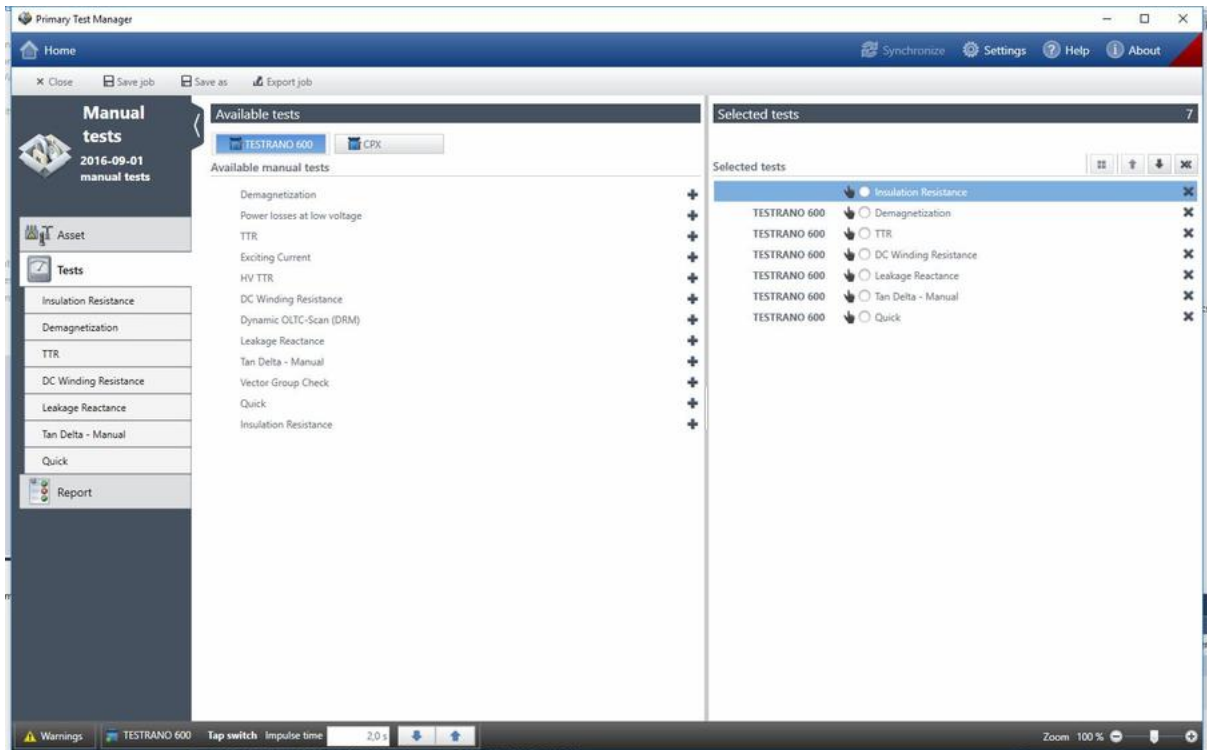 Primary Test Manager
Home
Synchronize Settings Help About
Close Save job Save as Export job
Manual tests
2016-09-01 manual tests
Asset
Tests
Insulation Resistance
Demagnetization
TTR
DC Winding Resistance
Leakage Reactance
Tan Delta - Manual
Quick
Report
Available tests
TESTRANO 600 CPX
Available manual tests
Demagnetization
Power losses at low voltage
TTR
Exciting Current
HV TTR
DC Winding Resistance
Dynamic OLTC-Scan (DRM)
Leakage Reactance
Tan Delta - Manual
Vector Group Check
Quick
Insulation Resistance
Selected tests 7
Selected tests
Insulation Resistance
TESTRANO 600 Demagnetization
TESTRANO 600 TTR
TESTRANO 600 DC Winding Resistance
TESTRANO 600 Leakage Reactance
TESTRANO 600 Tan Delta - Manual
TESTRANO 600 Quick
Warnings TESTRANO 600 Tap switch Impulse time 2,0 s Zoom 100 %